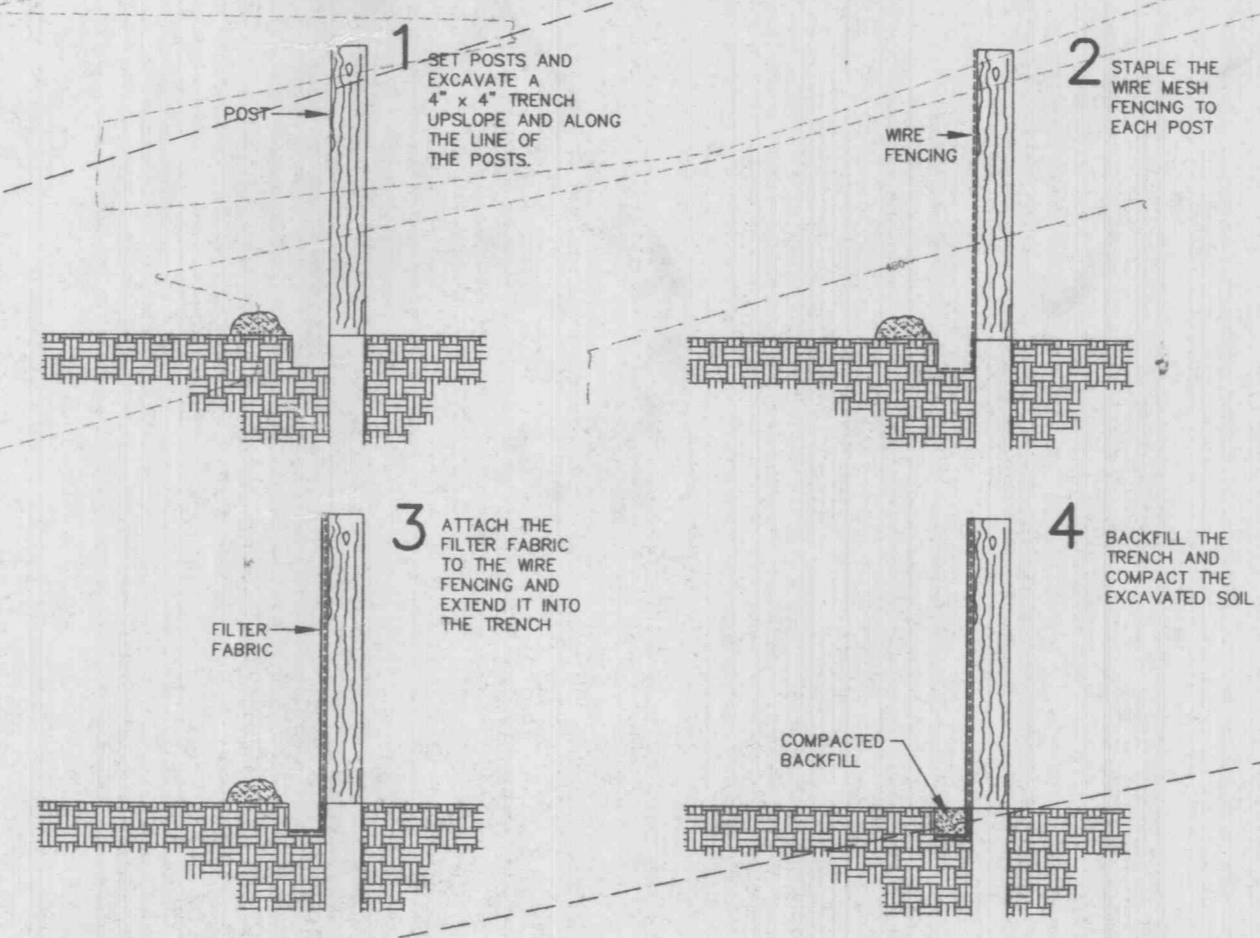 1
SET POSTS AND
EXCAVATE A
4" x 4" TRENCH
UPSLOPE AND ALONG
THE LINE OF
THE POSTS.
POST
2
STAPLE THE
WIRE MESH
FENCING TO
EACH POST
WIRE
FENCING
3
ATTACH THE
FILTER FABRIC
TO THE WIRE
FENCING AND
EXTEND IT INTO
THE TRENCH
FILTER
FABRIC
4
BACKFILL THE
TRENCH AND
COMPACT THE
EXCAVATED SOIL
COMPACTED
BACKFILL